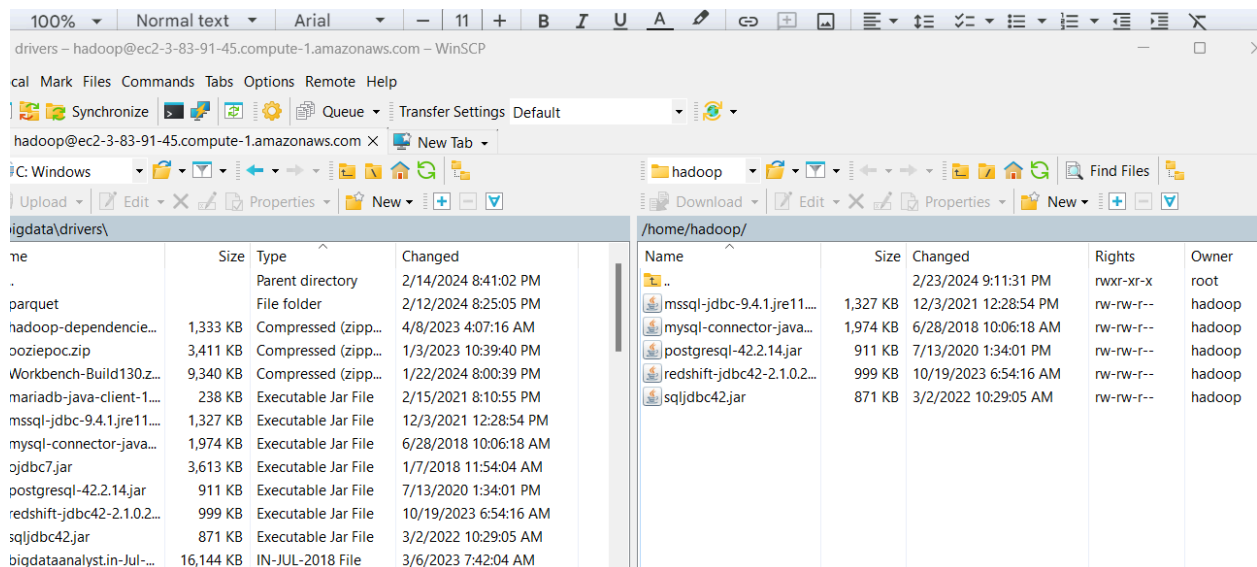 100% Normal text Arial 11 B I U A
drivers – hadoop@ec2-3-83-91-45.compute-1.amazonaws.com – WinSCP
cal Mark Files Commands Tabs Options Remote Help
Synchronize Queue Transfer Settings Default
hadoop@ec2-3-83-91-45.compute-1.amazonaws.com New Tab
C: Windows
Upload Edit Properties New
igdata\drivers\
me Size Type Changed
.. Parent directory 2/14/2024 8:41:02 PM
parquet File folder 2/12/2024 8:25:05 PM
hadoop-dependencie... 1,333 KB Compressed (zipp... 4/8/2023 4:07:16 AM
ooziepoc.zip 3,411 KB Compressed (zipp... 1/3/2023 10:39:40 PM
Workbench-Build130.z... 9,340 KB Compressed (zipp... 1/22/2024 8:00:39 PM
mariadb-java-client-1.... 238 KB Executable Jar File 2/15/2021 8:10:55 PM
mssql-jdbc-9.4.1.jre11.... 1,327 KB Executable Jar File 12/3/2021 12:28:54 PM
mysql-connector-java... 1,974 KB Executable Jar File 6/28/2018 10:06:18 AM
ojdbc7.jar 3,613 KB Executable Jar File 1/7/2018 11:54:04 AM
postgresql-42.2.14.jar 911 KB Executable Jar File 7/13/2020 1:34:01 PM
redshift-jdbc42-2.1.0.2... 999 KB Executable Jar File 10/19/2023 6:54:16 AM
sqljdbc42.jar 871 KB Executable Jar File 3/2/2022 10:29:05 AM
bigdataanalyst.in-Jul-... 16,144 KB IN-JUL-2018 File 3/6/2023 7:42:04 AM
hadoop Find Files
Download Edit Properties New
/home/hadoop/
Name Size Changed Rights Owner
.. 2/23/2024 9:11:31 PM rwxr-xr-x root
mssql-jdbc-9.4.1.jre11.... 1,327 KB 12/3/2021 12:28:54 PM rw-rw-r-- hadoop
mysql-connector-java... 1,974 KB 6/28/2018 10:06:18 AM rw-rw-r-- hadoop
postgresql-42.2.14.jar 911 KB 7/13/2020 1:34:01 PM rw-rw-r-- hadoop
redshift-jdbc42-2.1.0.2... 999 KB 10/19/2023 6:54:16 AM rw-rw-r-- hadoop
sqljdbc42.jar 871 KB 3/2/2022 10:29:05 AM rw-rw-r-- hadoop